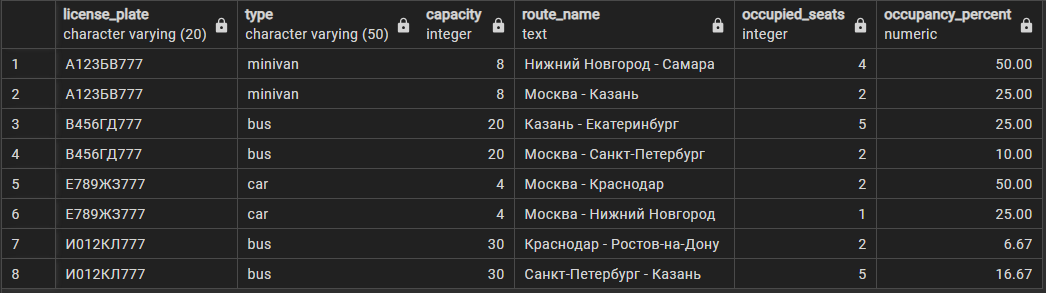 license_plate type capacity route_name occupied_seats occupancy_percent
character varying (20) character varying (50) integer text integer numeric
1 А123БВ777 minivan 8 Нижний Новгород - Самара 4 50.00
2 А123БВ777 minivan 8 Москва - Казань 2 25.00
3 В456ГД777 bus 20 Казань - Екатеринбург 5 25.00
4 В456ГД777 bus 20 Москва - Санкт-Петербург 2 10.00
5 Е789ЖЗ777 car 4 Москва - Краснодар 2 50.00
6 Е789ЖЗ777 car 4 Москва - Нижний Новгород 1 25.00
7 И012КЛ777 bus 30 Краснодар - Ростов-на-Дону 2 6.67
8 И012КЛ777 bus 30 Санкт-Петербург - Казань 5 16.67